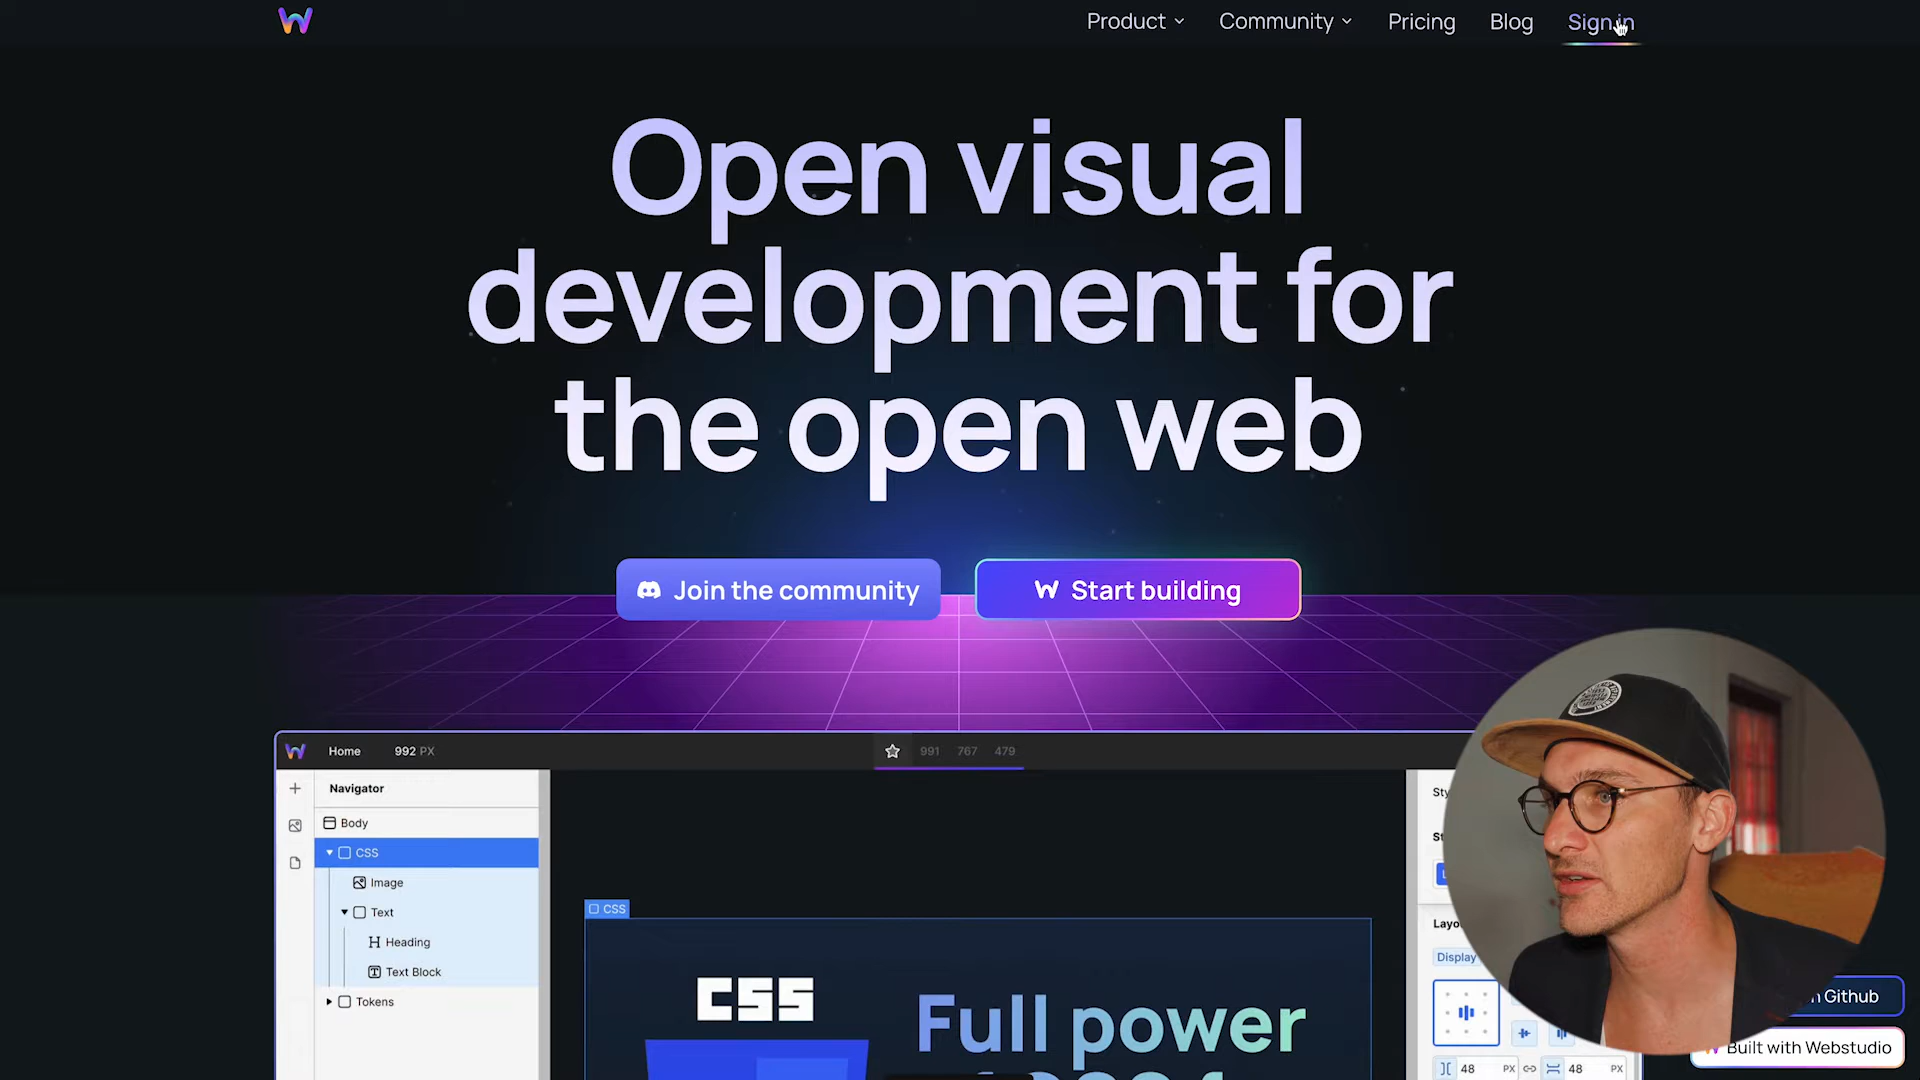 Product
Community
Pricing
Blog
Sign in
Open visual
development for
the open web
Join the community
Start building
Home
992 PX
991
767
479
Navigator
Body
CSS
Image
Text
Heading
Text Block
Tokens
CSS
CSS
Full power
Display
48 PX
48 PX
Github
Built with Webstudio